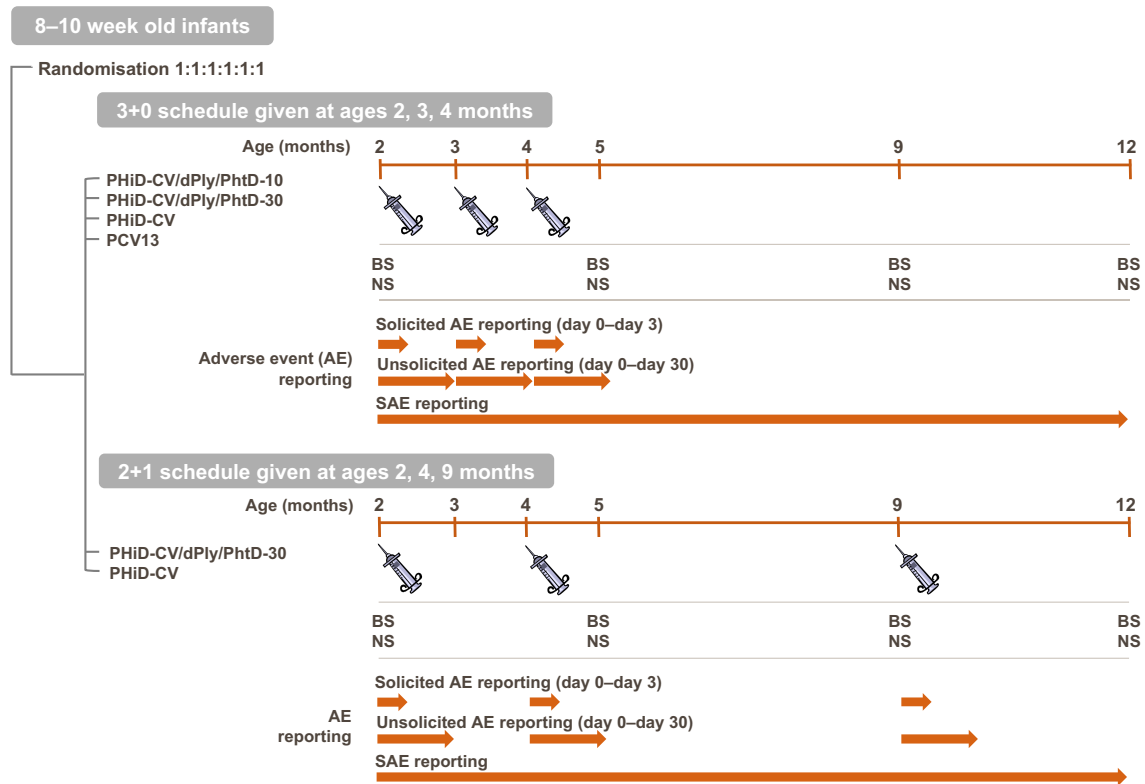 8–10 week old infants
Randomisation 1:1:1:1:1:1
3+0 schedule given at ages 2, 3, 4 months
Age (months) 2 3 4 5 9 12
PHiD-CV/dPly/PhtD-10
PHiD-CV/dPly/PhtD-30
PHiD-CV
PCV13
BS BS BS BS
NS NS NS NS
Solicited AE reporting (day 0–day 3)
Adverse event (AE)
reporting
Unsolicited AE reporting (day 0–day 30)
SAE reporting
2+1 schedule given at ages 2, 4, 9 months
Age (months) 2 3 4 5 9 12
PHiD-CV/dPly/PhtD-30
PHiD-CV
BS BS BS BS
NS NS NS NS
Solicited AE reporting (day 0–day 3)
AE
reporting
Unsolicited AE reporting (day 0–day 30)
SAE reporting